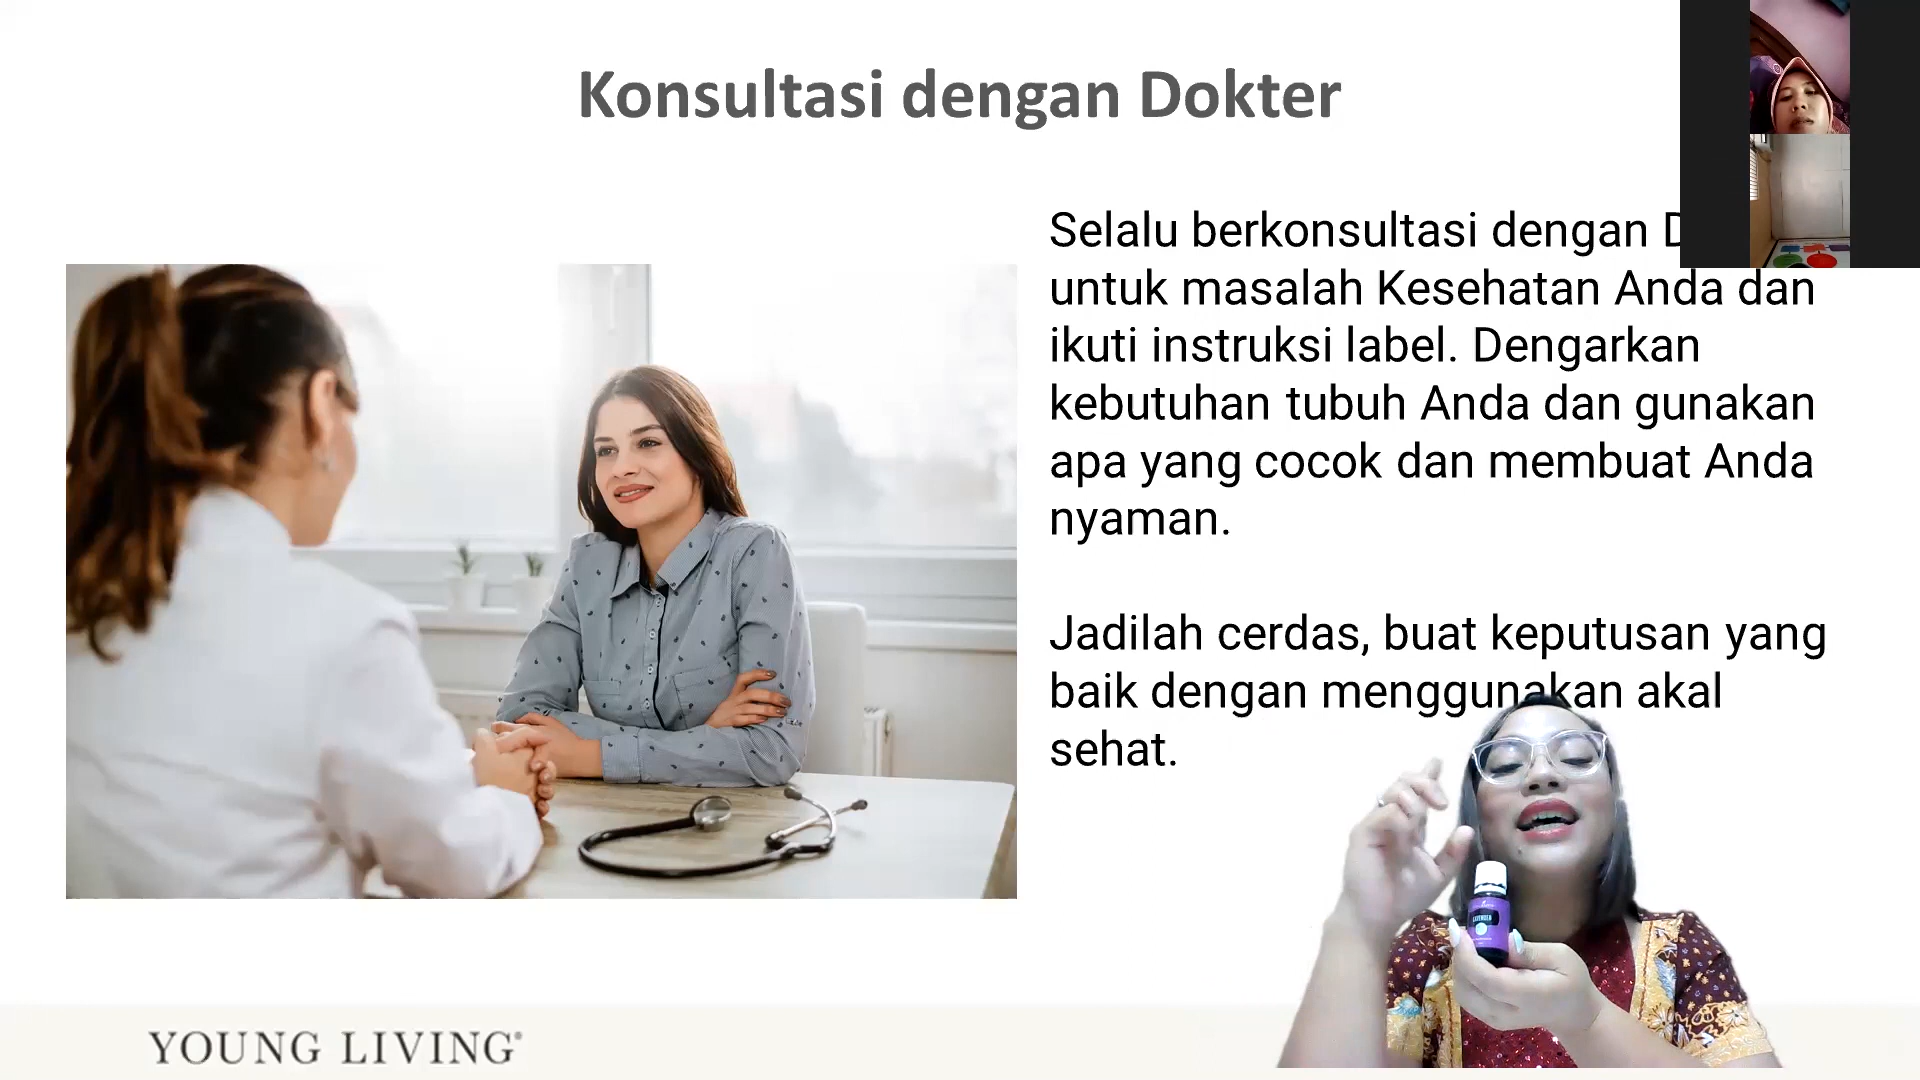 Konsultasi dengan Dokter
Selalu berkonsultasi dengan
untuk masalah Kesehatan Anda dan
ikuti instruksi label. Dengarkan
kebutuhan tubuh Anda dan gunakan
apa yang cocok dan membuat Anda
nyaman.
Jadilah cerdas, buat keputusan yang
baik dengan menggunakan akal
sehat.
LAVENDER
YOUNG LIVING®